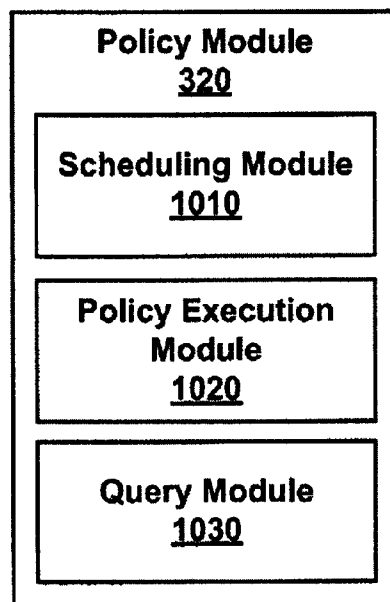 Policy Module
320
Scheduling Module
1010
Policy Execution
Module
1020
Query Module
1030